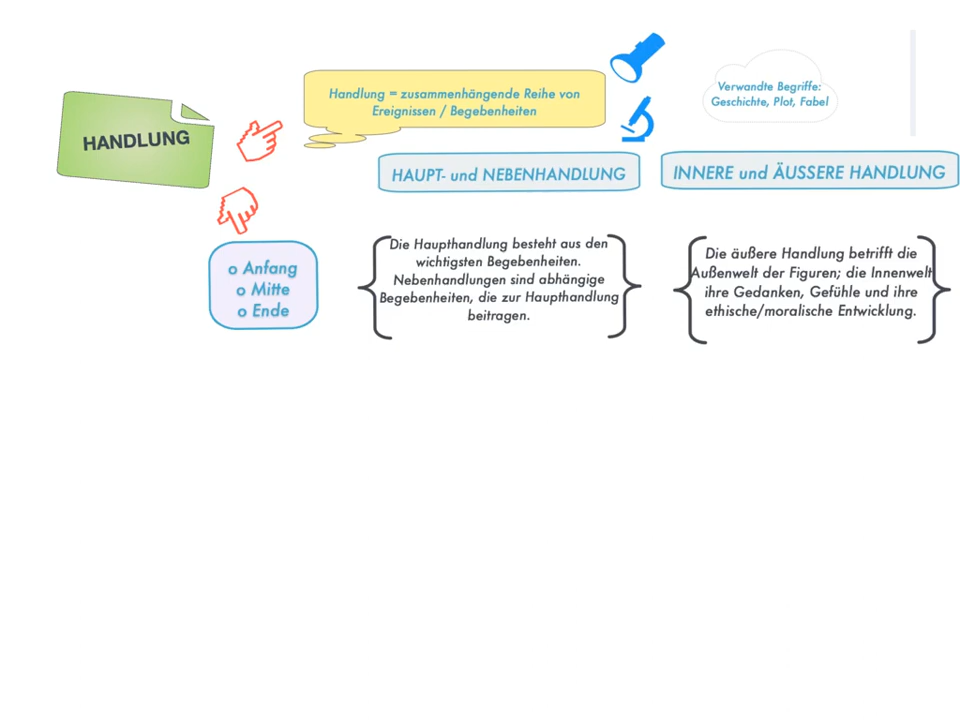 HANDLUNG
Handlung = zusammenhängende Reihe von
Ereignissen / Begebenheiten
Verwandte Begriffe:
Geschichte, Plot, Fabel
HAUPT- und NEBENHANDLUNG
INNERE und ÄUSSERE HANDLUNG
o Anfang
o Mitte
o Ende
Die Haupthandlung besteht aus den
wichtigsten Begebenheiten.
Nebenhandlungen sind abhängige
Begebenheiten, die zur Haupthandlung
beitragen.
Die äußere Handlung betrifft die
Außenwelt der Figuren; die Innenwelt
ihre Gedanken, Gefühle und ihre
ethische/moralische Entwicklung.